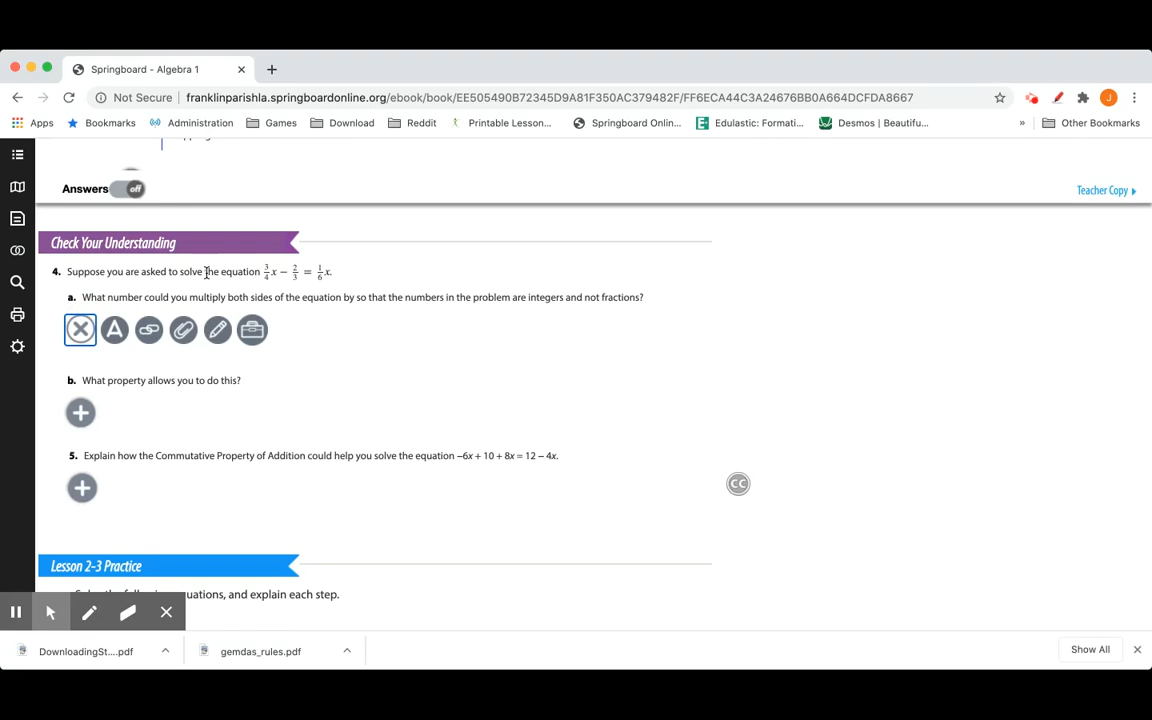 Springboard - Algebra 1
Not Secure | franklinparishla.springboardonline.org/ebook/book/EE505490B72345D9A81F350AC379482F/FF6ECA44C3A24676BB0A664DCFDA8667
J
Apps Bookmarks Administration Games Download Reddit Printable Lesson... Springboard Onlin... Edulastic: Formati... Desmos | Beautifu... » Other Bookmarks
Answers off
Teacher Copy
Check Your Understanding
4. Suppose you are asked to solve the equation 3/4 x − 2/3 = 1/6 x.
a. What number could you multiply both sides of the equation by so that the numbers in the problem are integers and not fractions?
b. What property allows you to do this?
5. Explain how the Commutative Property of Addition could help you solve the equation –6x + 10 + 8x = 12 – 4x.
CC
Lesson 2-3 Practice
uations, and explain each step.
DownloadingSt....pdf gemdas_rules.pdf Show All